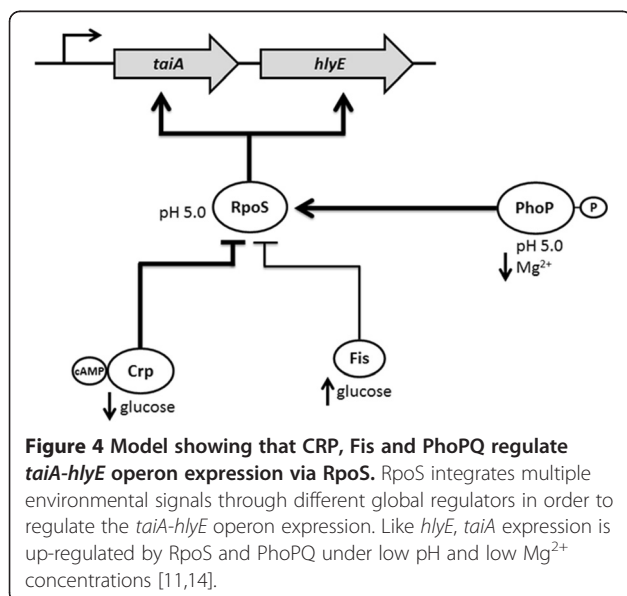 taiA hlyE
pH 5.0 RpoS PhoP P
pH 5.0
↓ Mg²⁺
cAMP Crp Fis
↓ glucose ↑ glucose
Figure 4 Model showing that CRP, Fis and PhoPQ regulate
taiA-hlyE operon expression via RpoS. RpoS integrates multiple
environmental signals through different global regulators in order to
regulate the taiA-hlyE operon expression. Like hlyE, taiA expression is
up-regulated by RpoS and PhoPQ under low pH and low Mg²⁺
concentrations [11,14].